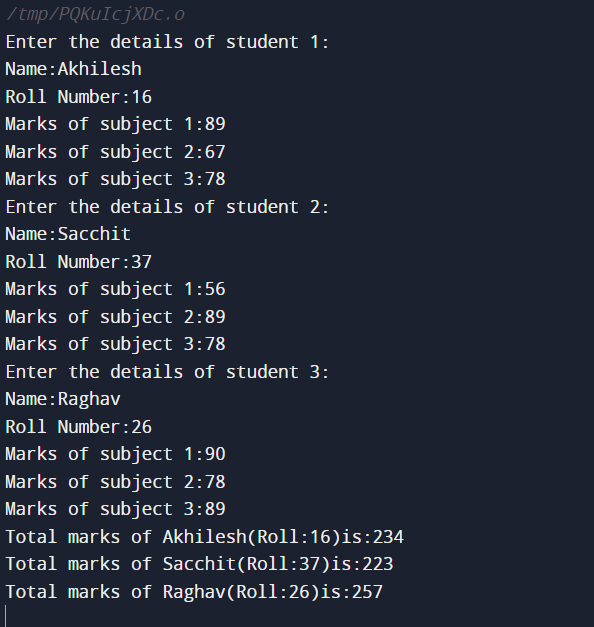 /tmp/PQKuIcjXDc.o
Enter the details of student 1:
Name:Akhilesh
Roll Number:16
Marks of subject 1:89
Marks of subject 2:67
Marks of subject 3:78
Enter the details of student 2:
Name:Sacchit
Roll Number:37
Marks of subject 1:56
Marks of subject 2:89
Marks of subject 3:78
Enter the details of student 3:
Name:Raghav
Roll Number:26
Marks of subject 1:90
Marks of subject 2:78
Marks of subject 3:89
Total marks of Akhilesh(Roll:16)is:234
Total marks of Sacchit(Roll:37)is:223
Total marks of Raghav(Roll:26)is:257